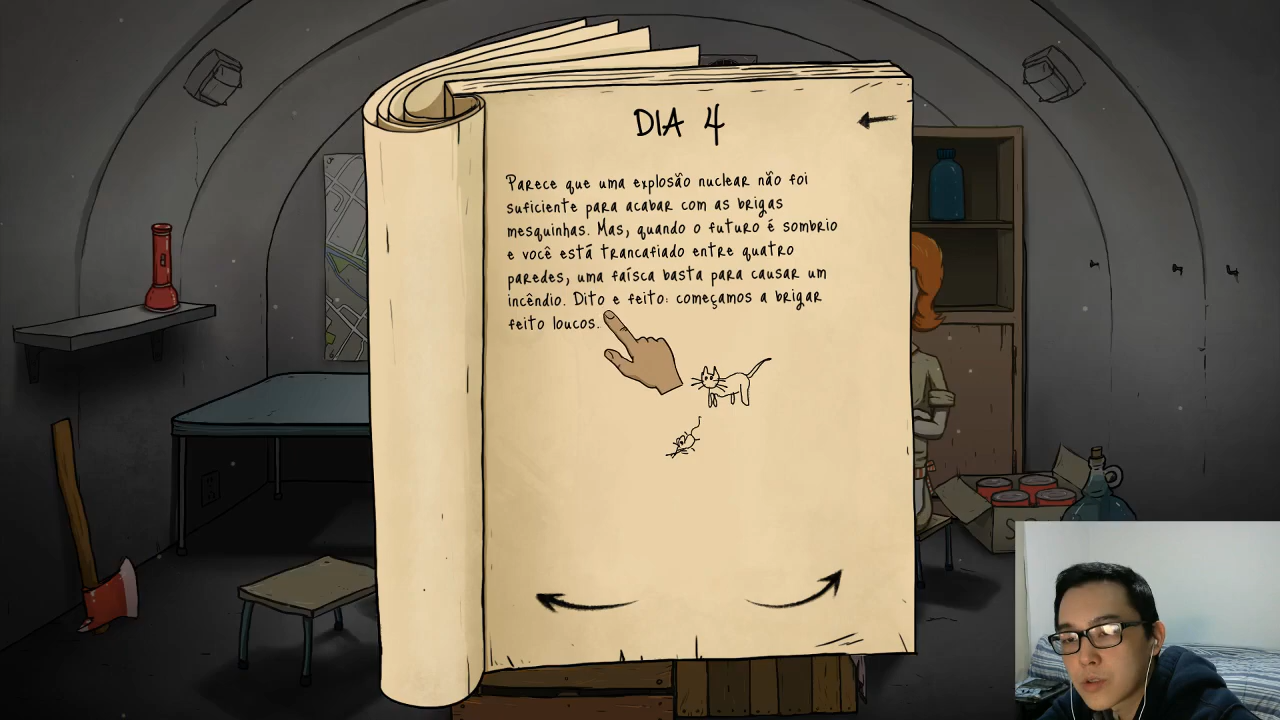 DIA 4
Parece que uma explosão nuclear não foi
suficiente para acabar com as brigas
mesquinhas. Mas, quando o futuro é sombrio
e você está trancafiado entre quatro
paredes, uma faísca basta para causar um
incêndio. Dito e feito: começamos a brigar
feito loucos.